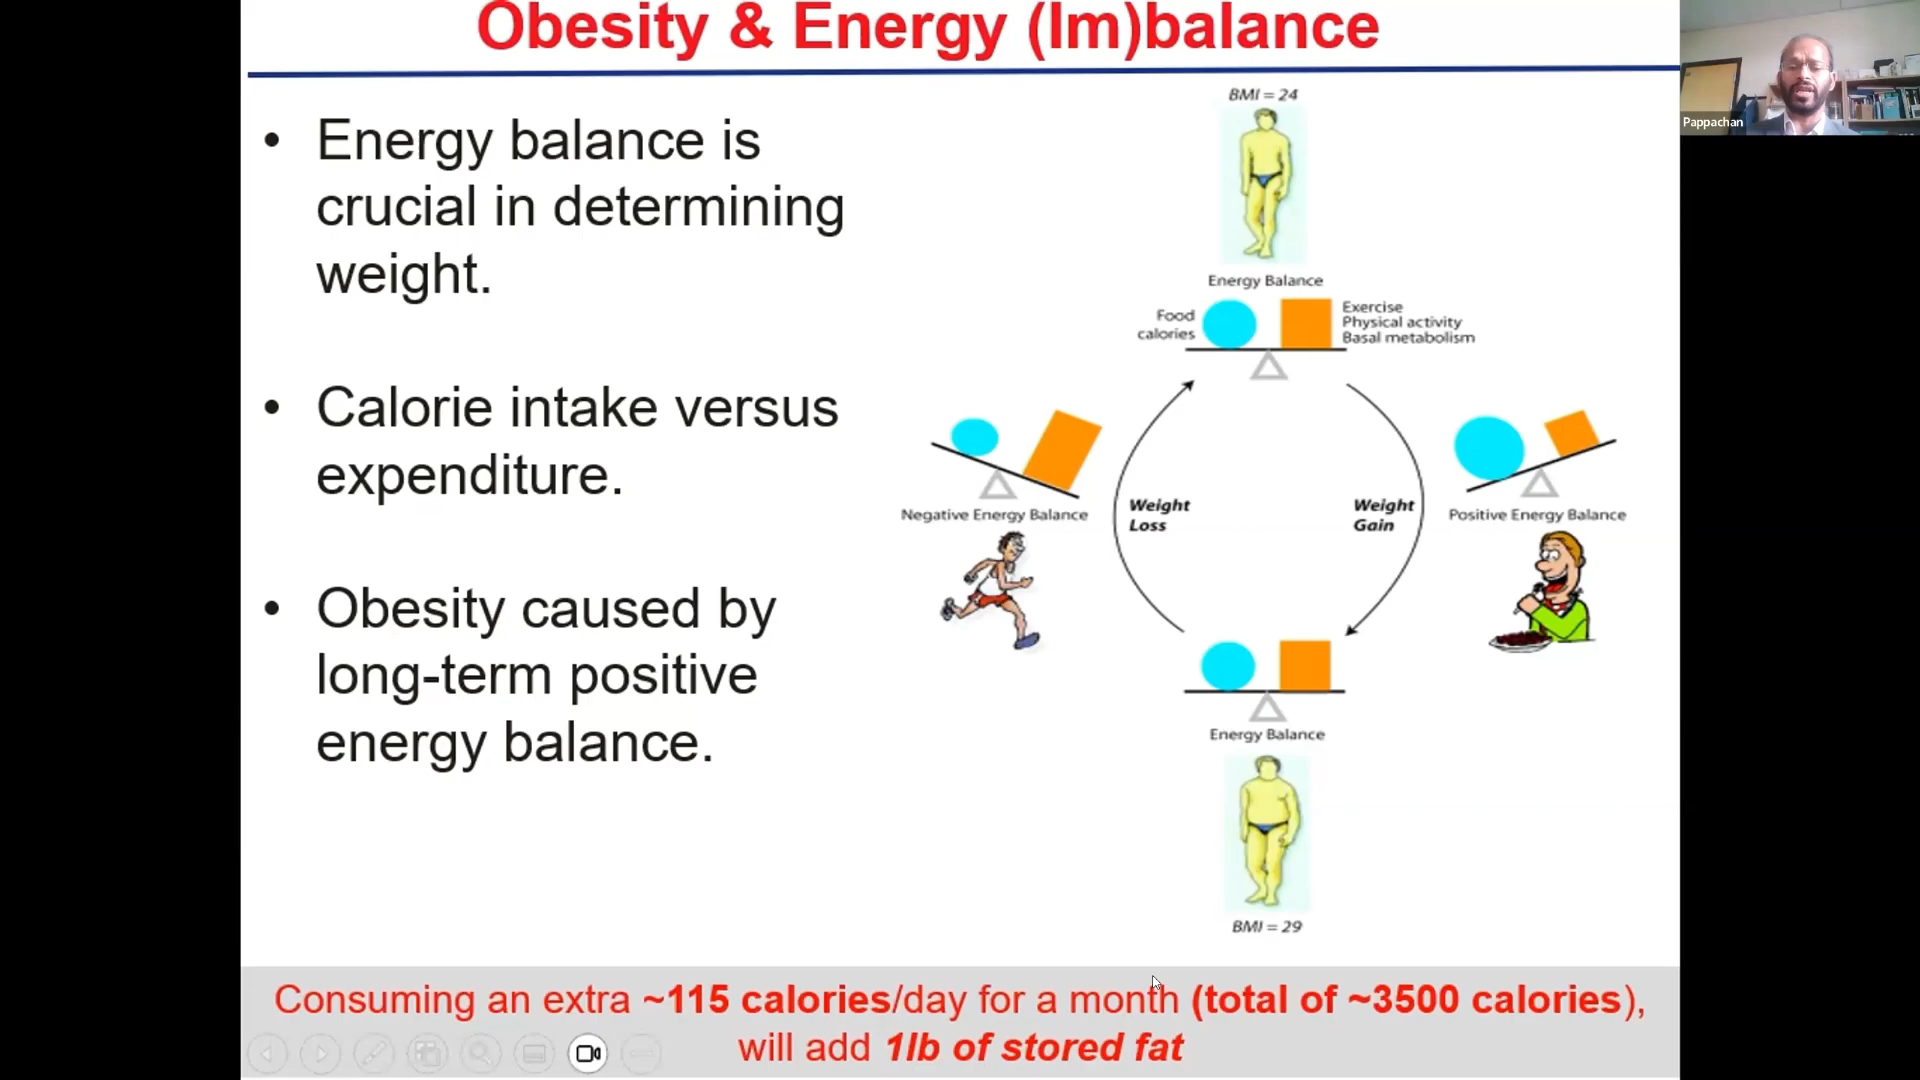 Obesity & Energy (Im)balance
Pappachan
• Energy balance is
crucial in determining
weight.
• Calorie intake versus
expenditure.
• Obesity caused by
long-term positive
energy balance.
BMI = 24
Energy Balance
Food
calories
Exercise
Physical activity
Basal metabolism
Negative Energy Balance
Weight
Loss
Weight
Gain
Positive Energy Balance
Energy Balance
BMI = 29
Consuming an extra ~115 calories/day for a month (total of ~3500 calories),
will add 1lb of stored fat